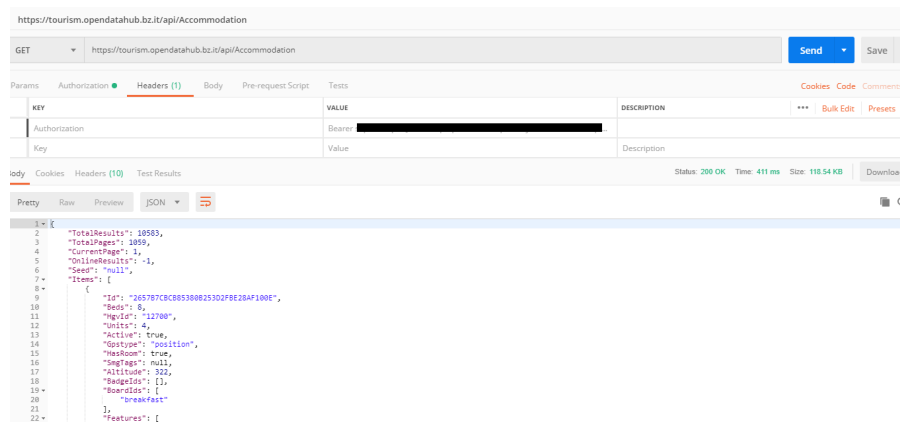 https://tourism.opendatahub.bz.it/api/Accommodation
GET https://tourism.opendatahub.bz.it/api/Accommodation Send Save
Params Authorization Headers (1) Body Pre-request Script Tests Cookies Code Comments
KEY VALUE DESCRIPTION ••• Bulk Edit Presets
Authorization Bearer ...
Key Value Description
Body Cookies Headers (10) Test Results Status: 200 OK Time: 411 ms Size: 118.54 KB Download
Pretty Raw Preview JSON
1 {
2 "TotalResults": 10583,
3 "TotalPages": 1059,
4 "CurrentPage": 1,
5 "OnlineResults": -1,
6 "Seed": "null",
7 "Items": [
8 {
9 "Id": "265787CBCB85380B253D2FBE28AF100E",
10 "Beds": 8,
11 "HgvId": "12700",
12 "Units": 4,
13 "Active": true,
14 "Gpstype": "position",
15 "HasRoom": true,
16 "SmgTags": null,
17 "Altitude": 322,
18 "BadgeIds": [],
19 "BoardIds": [
20 "breakfast"
21 ],
22 "Features": [